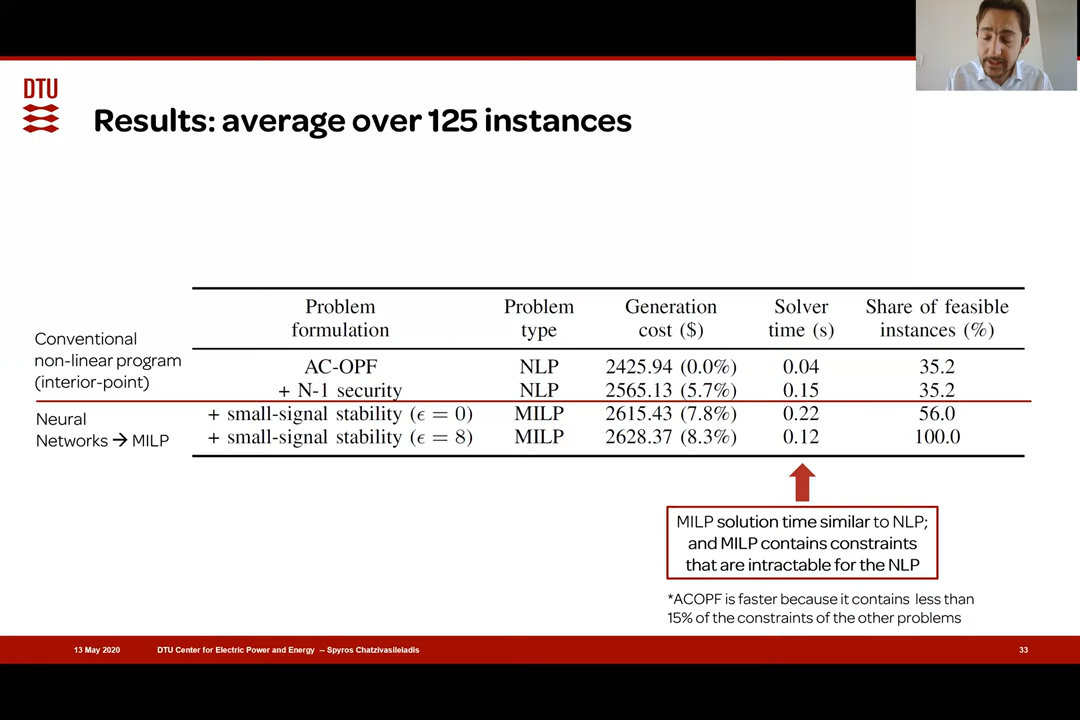 DTU
Results: average over 125 instances
Problem formulation Problem type Generation cost ($) Solver time (s) Share of feasible instances (%)
Conventional
non-linear program
(interior-point)
AC-OPF NLP 2425.94 (0.0%) 0.04 35.2
+ N-1 security NLP 2565.13 (5.7%) 0.15 35.2
Neural
Networks → MILP
+ small-signal stability (ϵ = 0) MILP 2615.43 (7.8%) 0.22 56.0
+ small-signal stability (ϵ = 8) MILP 2628.37 (8.3%) 0.12 100.0
MILP solution time similar to NLP;
and MILP contains constraints
that are intractable for the NLP
*ACOPF is faster because it contains less than
15% of the constraints of the other problems
13 May 2020 DTU Center for Electric Power and Energy -- Spyros Chatzivasileiadis 33